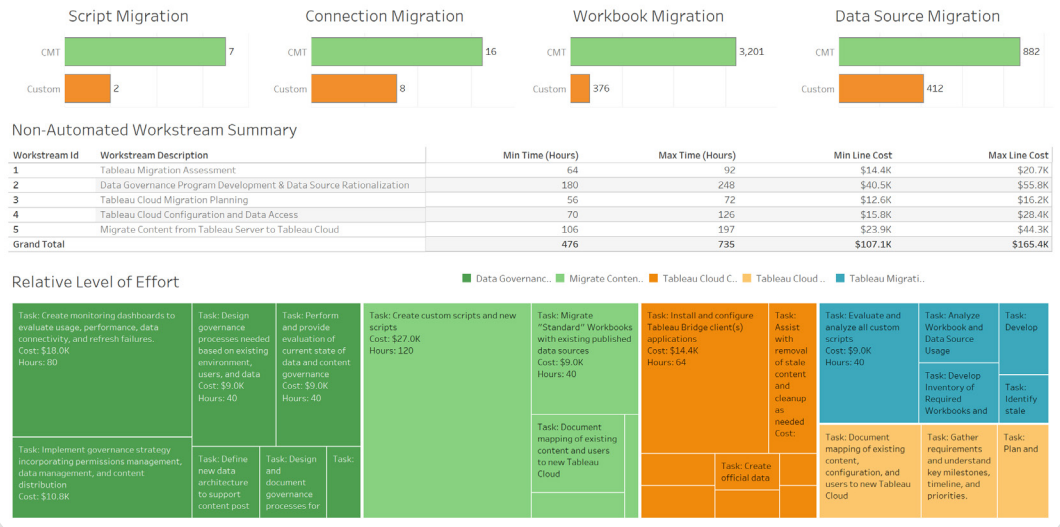 Script Migration
CMT 7
Custom 2
Connection Migration
CMT 16
Custom 8
Workbook Migration
CMT 3,201
Custom 376
Data Source Migration
CMT 882
Custom 412
Non-Automated Workstream Summary
Workstream Id Workstream Description Min Time (Hours) Max Time (Hours) Min Line Cost Max Line Cost
1 Tableau Migration Assessment 64 92 $14.4K $20.7K
2 Data Governance Program Development & Data Source Rationalization 180 248 $40.5K $55.8K
3 Tableau Cloud Migration Planning 56 72 $12.6K $16.2K
4 Tableau Cloud Configuration and Data Access 70 126 $15.8K $28.4K
5 Migrate Content from Tableau Server to Tableau Cloud 106 197 $23.9K $44.3K
Grand Total 476 735 $107.1K $165.4K
Relative Level of Effort
Data Governanc.. Migrate Conten.. Tableau Cloud C.. Tableau Cloud .. Tableau Migrati..
Task: Create monitoring dashboards to
evaluate usage, performance, data
connectivity, and refresh failures.
Cost: $18.0K
Hours: 80
Task: Implement governance strategy
incorporating permissions management,
data management, and content
distribution
Cost: $10.8K
Task: Design
governance
processes needed
based on existing
environment,
users, and data
Cost: $9.0K
Hours: 40
Task: Perform
and provide
evaluation of
current state of
data and content
governance
Cost: $9.0K
Hours: 40
Task: Define
new data
architecture
to support
content post
Task: Design
and
document
governance
processes for
Task:
Task: Create custom scripts and new
scripts
Cost: $27.0K
Hours: 120
Task: Migrate
"Standard" Workbooks
with existing published
data sources
Cost: $9.0K
Hours: 40
Task: Document
mapping of existing
content and users
to new Tableau
Cloud
Task: Install and configure
Tableau Bridge client(s)
applications
Cost: $14.4K
Hours: 64
Task:
Assist
with
removal
of stale
content
and
cleanup
as
needed
Cost:
Task: Create
official data
Task: Evaluate and
analyze all custom
scripts
Cost: $9.0K
Hours: 40
Task: Analyze
Workbook and
Data Source
Usage
Task: Develop
Inventory of
Required
Workbooks and
Task:
Develop
Task:
Identify
stale
Task: Document
mapping of existing
content,
configuration, and
users to new Tableau
Cloud
Task: Gather
requirements
and understand
key milestones,
timeline, and
priorities.
Task:
Plan and